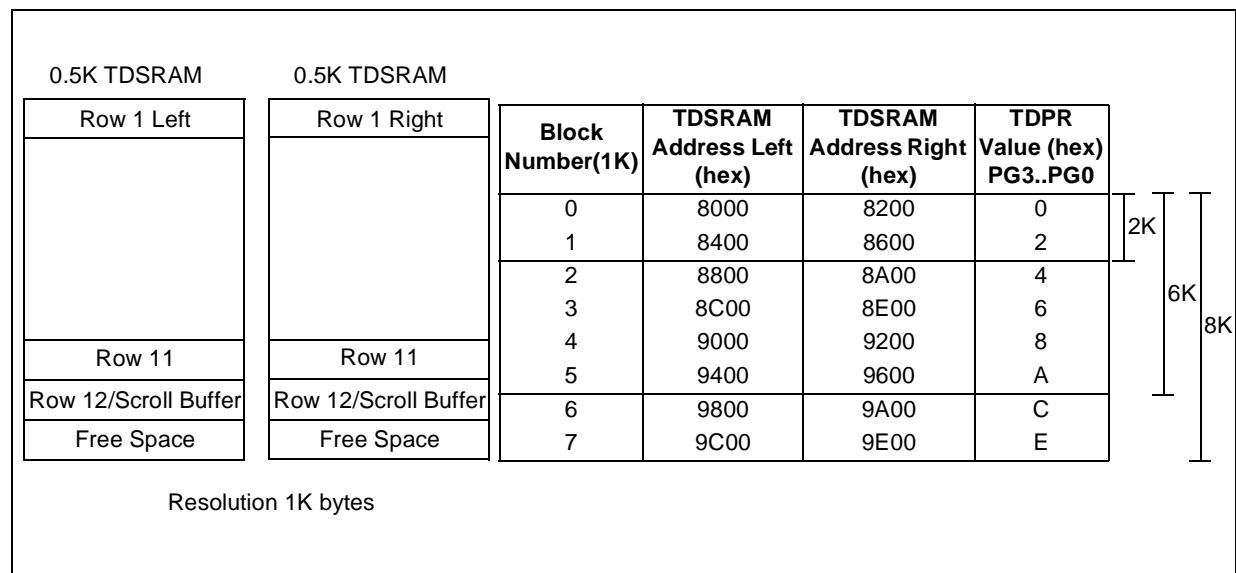 0.5K TDSRAM
0.5K TDSRAM
Row 1 Left
Row 1 Right
Row 11
Row 11
Row 12/Scroll Buffer
Row 12/Scroll Buffer
Free Space
Free Space
Block Number(1K)
TDSRAM Address Left (hex)
TDSRAM Address Right (hex)
TDPR Value (hex) PG3..PG0
0 8000 8200 0
1 8400 8600 2
2 8800 8A00 4
3 8C00 8E00 6
4 9000 9200 8
5 9400 9600 A
6 9800 9A00 C
7 9C00 9E00 E
2K
6K
8K
Resolution 1K bytes